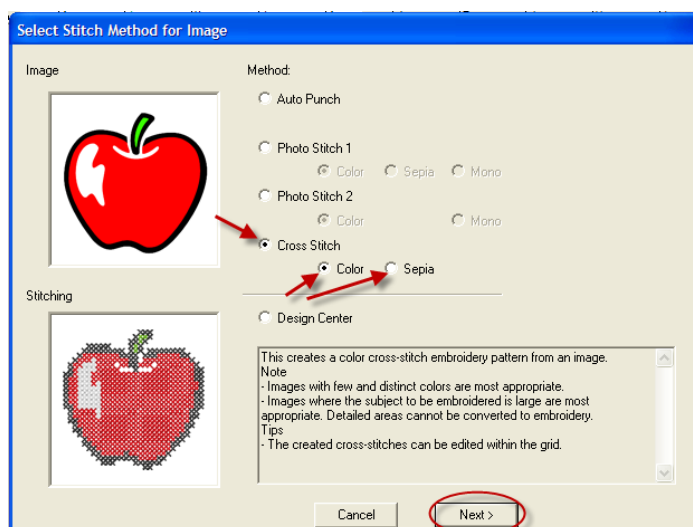 Select Stitch Method for Image
Image
Method:
Auto Punch
Photo Stitch 1
Color Sepia Mono
Photo Stitch 2
Color Mono
Cross Stitch
Color Sepia
Stitching
Design Center
This creates a color cross-stitch embroidery pattern from an image.
Note
- Images with few and distinct colors are most appropriate.
- Images where the subject to be embroidered is large are most
appropriate. Detailed areas cannot be converted to embroidery.
Tips
- The created cross-stitches can be edited within the grid.
Cancel Next >